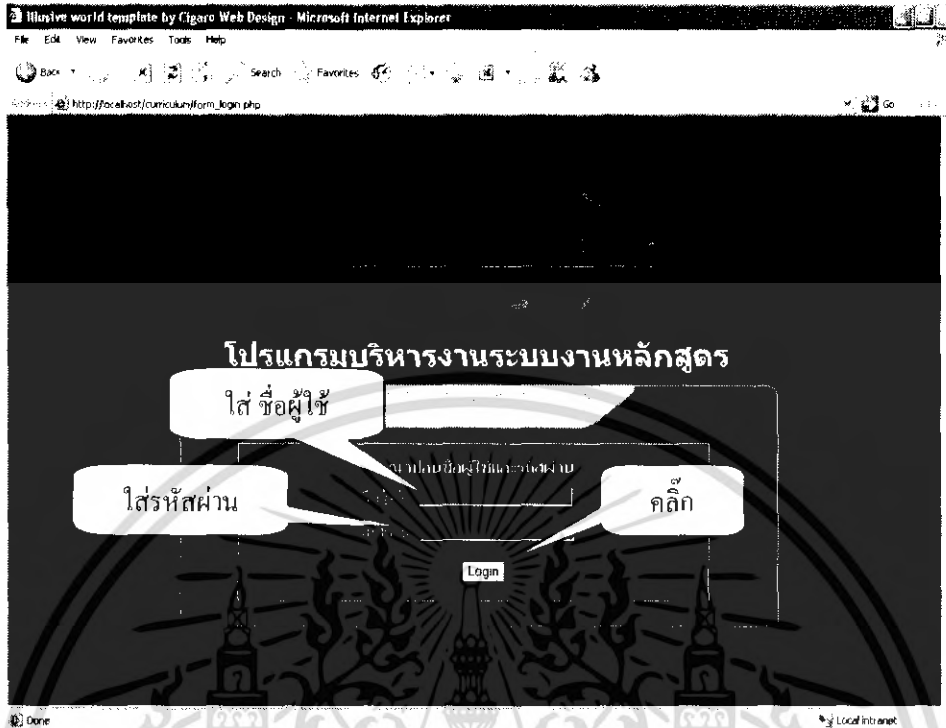 Illusive world template by Cigaro Web Design - Microsoft Internet Explorer
File Edit View Favorites Tools Help
Back Search Favorites
http://localhost/curriculum/form_login.php Go
โปรแกรมบริหารงานระบบงานหลักสูตร
ใส่ ชื่อผู้ใช้
ใส่รหัสผ่าน
คลิ๊ก
Login
Done Local intranet